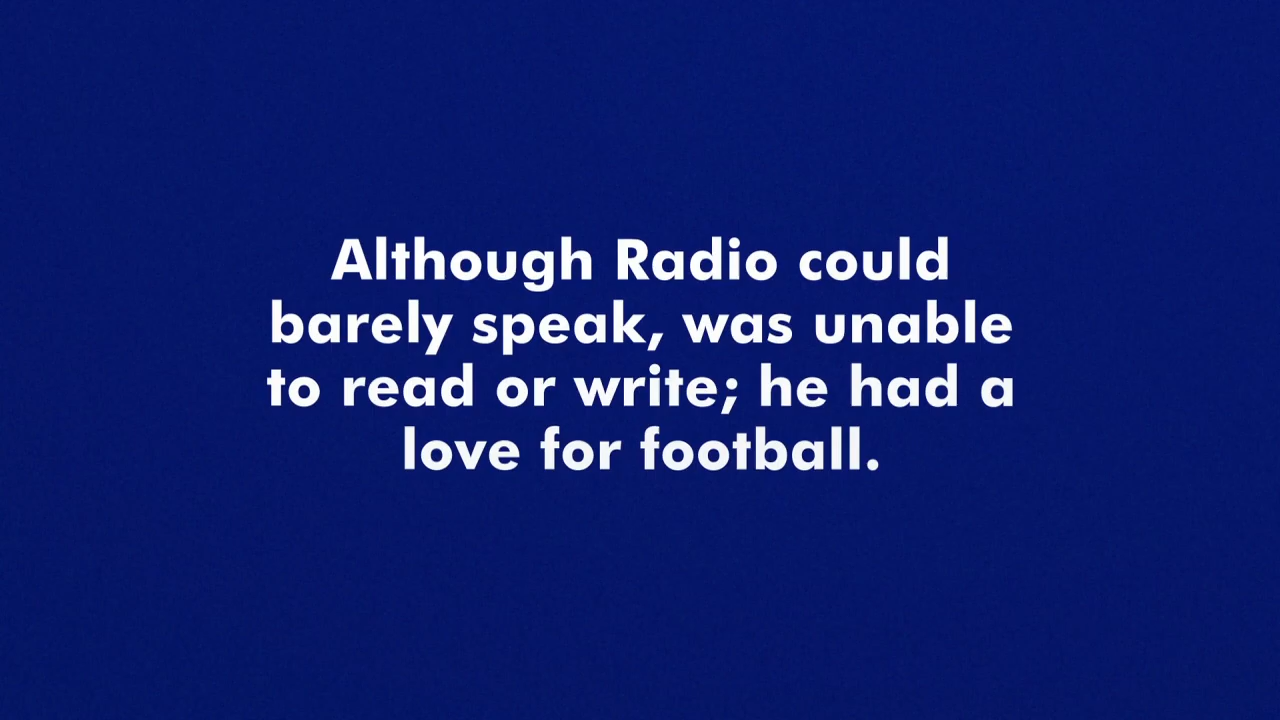 Although Radio could
barely speak, was unable
to read or write; he had a
love for football.